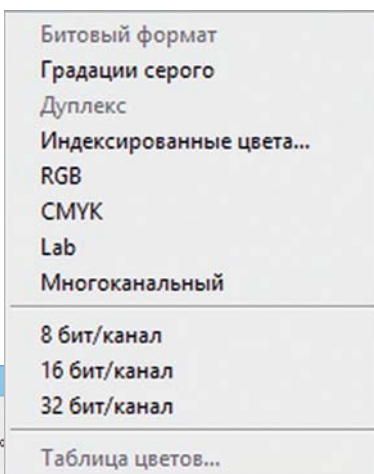 Битовый формат
Градации серого
Дуплекс
Индексированные цвета...
RGB
CMYK
Lab
Многоканальный
8 бит/канал
16 бит/канал
32 бит/канал
Таблица цветов...